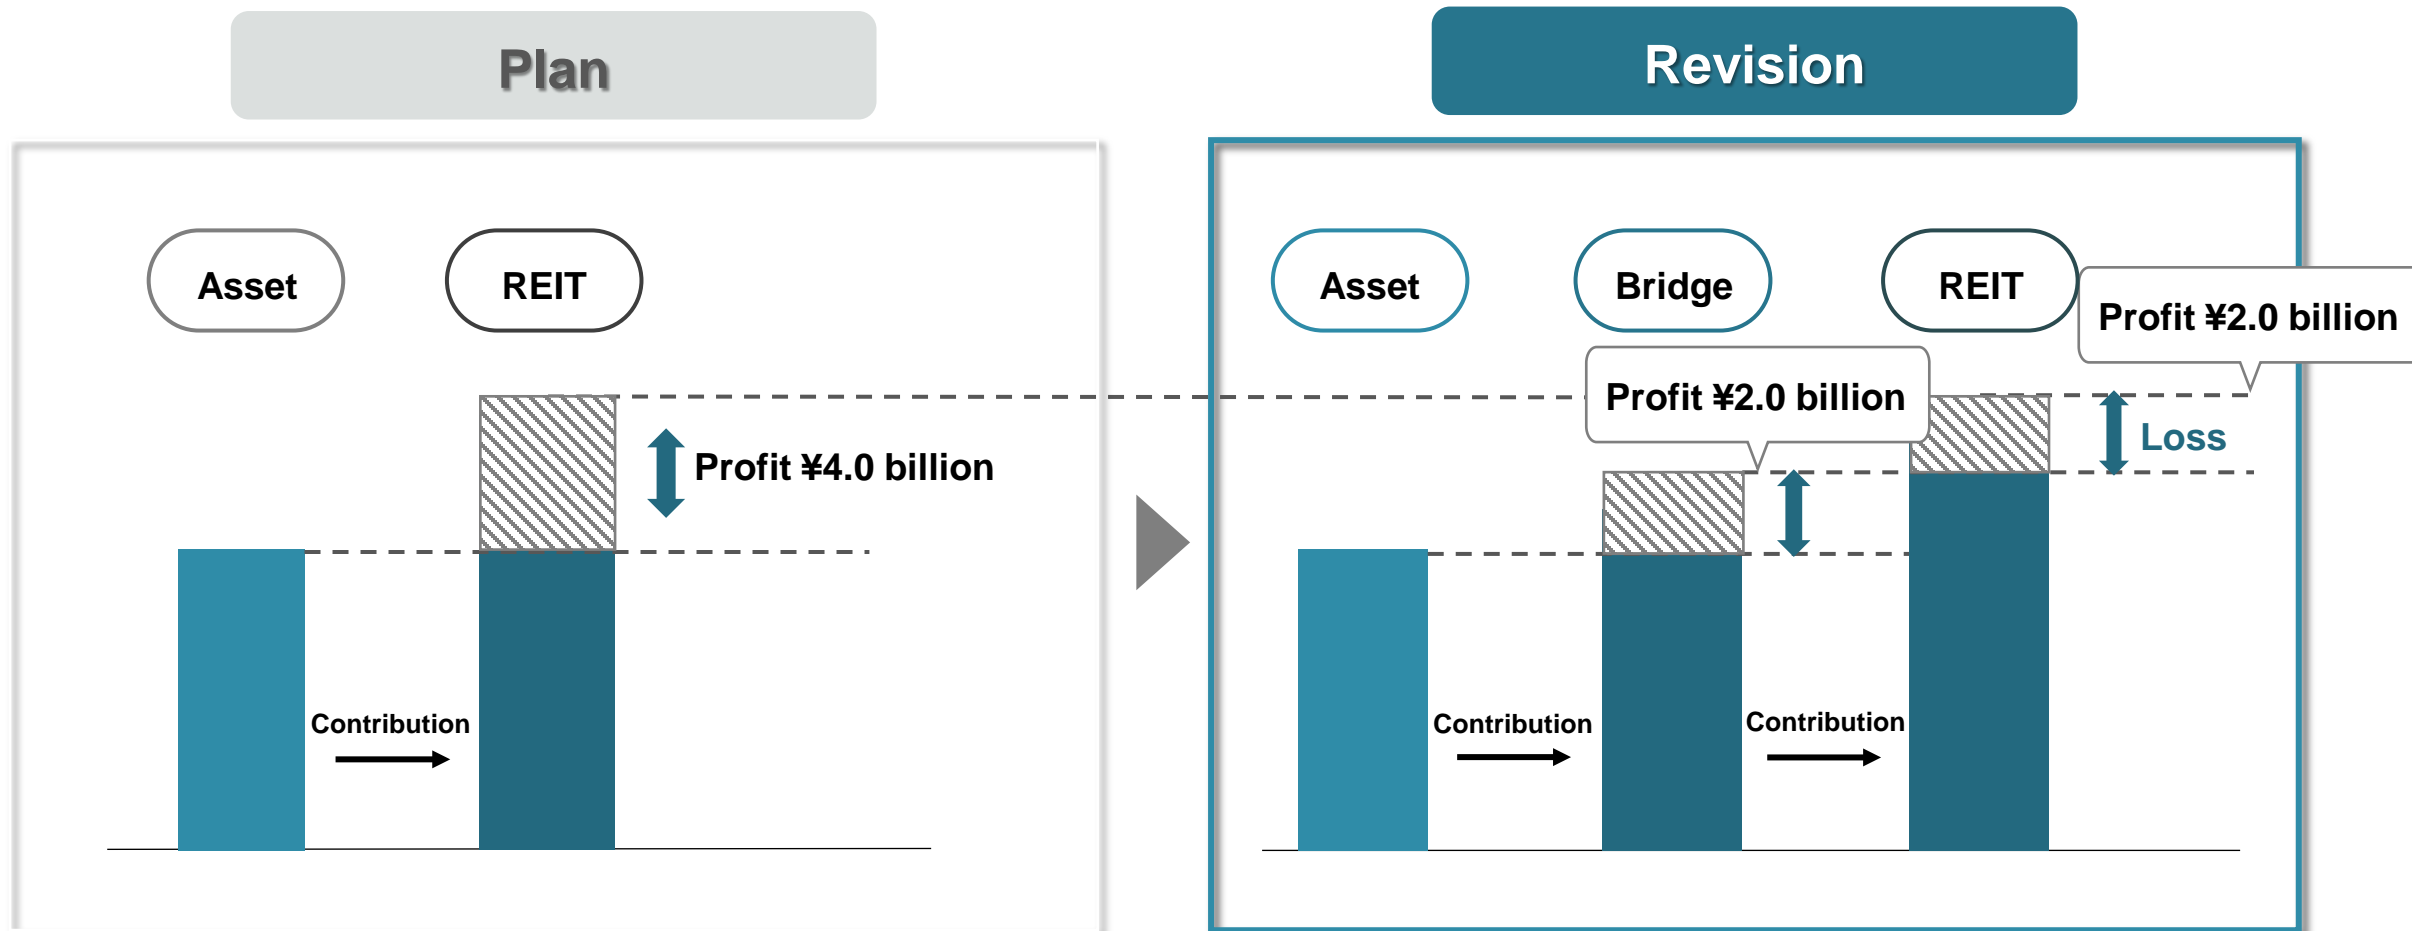 Plan
Revision
Asset
REIT
Profit ¥4.0 billion
Contribution
Asset
Bridge
REIT
Profit ¥2.0 billion
Profit ¥2.0 billion
Loss
Contribution
Contribution